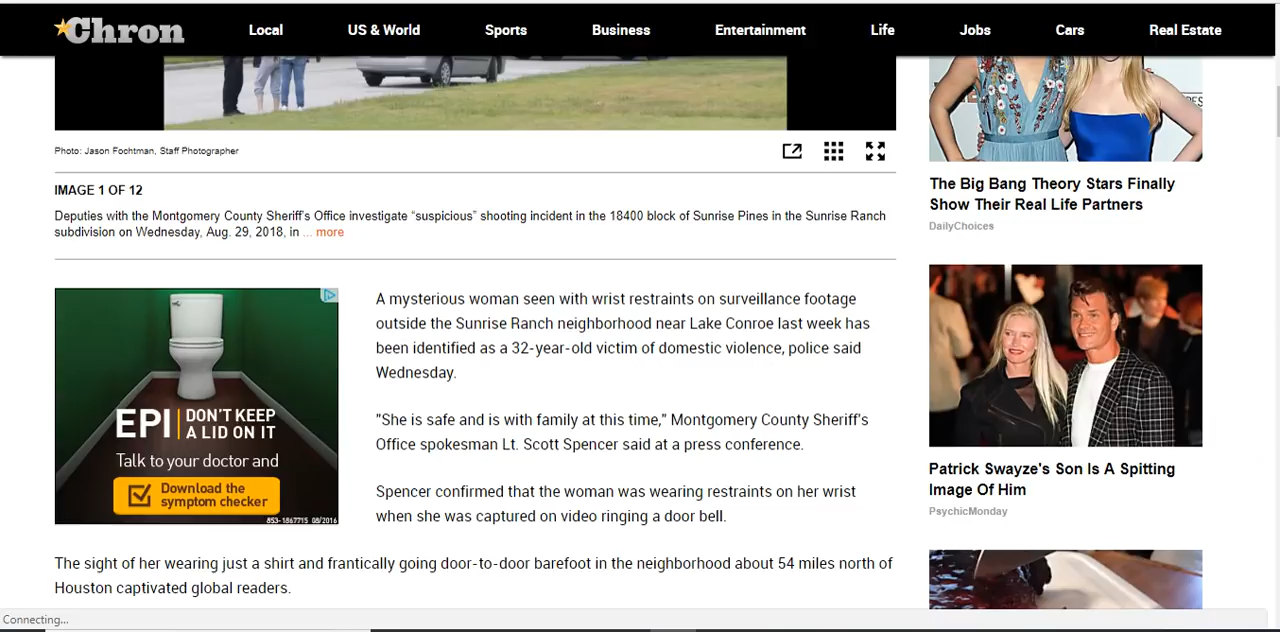 Chron
Local
US & World
Sports
Business
Entertainment
Life
Jobs
Cars
Real Estate
Photo: Jason Fochtman, Staff Photographer
IMAGE 1 OF 12
Deputies with the Montgomery County Sheriff's Office investigate “suspicious” shooting incident in the 18400 block of Sunrise Pines in the Sunrise Ranch
subdivision on Wednesday, Aug. 29, 2018, in ... more
EPI | DON'T KEEP
A LID ON IT
Talk to your doctor and
Download the
symptom checker
853-1867715 08/2016
A mysterious woman seen with wrist restraints on surveillance footage
outside the Sunrise Ranch neighborhood near Lake Conroe last week has
been identified as a 32-year-old victim of domestic violence, police said
Wednesday.
"She is safe and is with family at this time," Montgomery County Sheriff's
Office spokesman Lt. Scott Spencer said at a press conference.
Spencer confirmed that the woman was wearing restraints on her wrist
when she was captured on video ringing a door bell.
The sight of her wearing just a shirt and frantically going door-to-door barefoot in the neighborhood about 54 miles north of
Houston captivated global readers.
The Big Bang Theory Stars Finally
Show Their Real Life Partners
DailyChoices
Patrick Swayze's Son Is A Spitting
Image Of Him
PsychicMonday
Connecting...